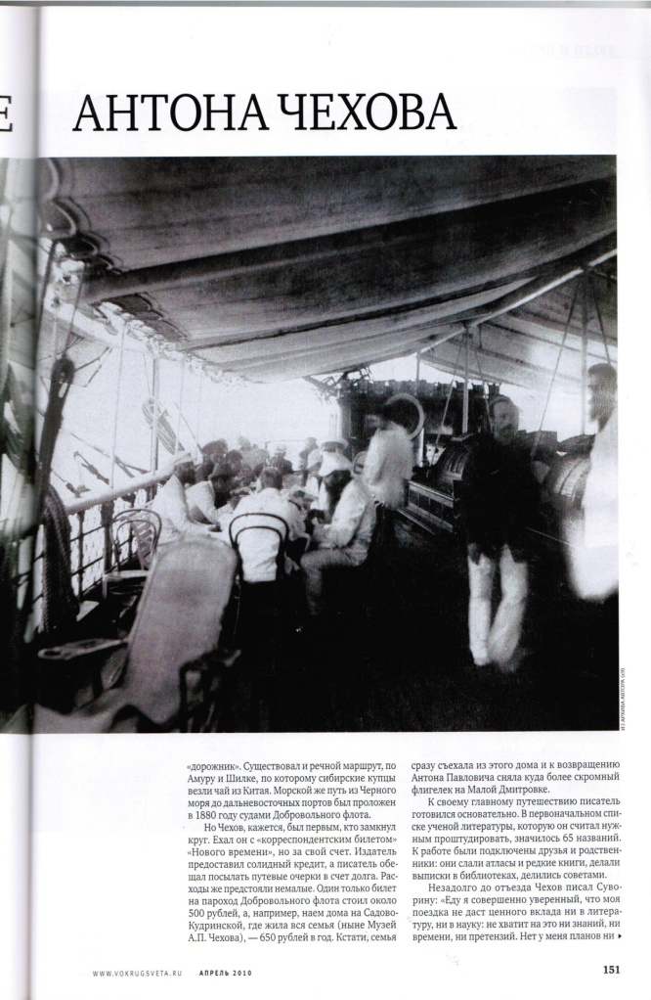 Е АНТОНА ЧЕХОВА
ИЗ АРХИВА АВТОРА (х2)
«дорожник». Существовал и речной маршрут, по
Амуру и Шилке, по которому сибирские купцы
везли чай из Китая. Морской же путь из Черного
моря до дальневосточных портов был проложен
в 1880 году судами Добровольного флота.
Но Чехов, кажется, был первым, кто замкнул
круг. Ехал он с «корреспондентским билетом»
«Нового времени», но за свой счет. Издатель
предоставил солидный кредит, а писатель обе-
щал посылать путевые очерки в счет долга. Рас-
ходы же предстояли немалые. Один только билет
на пароход Добровольного флота стоил около
500 рублей, а, например, наем дома на Садово-
Кудринской, где жила вся семья (ныне Музей
А.П. Чехова), — 650 рублей в год. Кстати, семья
сразу съехала из этого дома и к возвращению
Антона Павловича сняла куда более скромный
флигелек на Малой Дмитровке.
К своему главному путешествию писатель
готовился основательно. В первоначальном спи-
ске ученой литературы, которую он считал нуж-
ным проштудировать, значилось 65 названий.
К работе были подключены друзья и родствен-
ники: они слали атласы и редкие книги, делали
выписки в библиотеках, делились советами.
Незадолго до отъезда Чехов писал Суво-
рину: «Еду я совершенно уверенный, что моя
поездка не даст ценного вклада ни в литера-
туру, ни в науку: не хватит на это ни знаний, ни
времени, ни претензий. Нет у меня планов ни
WWW.VOKRUGSVETA.RU АПРЕЛЬ 2010
151